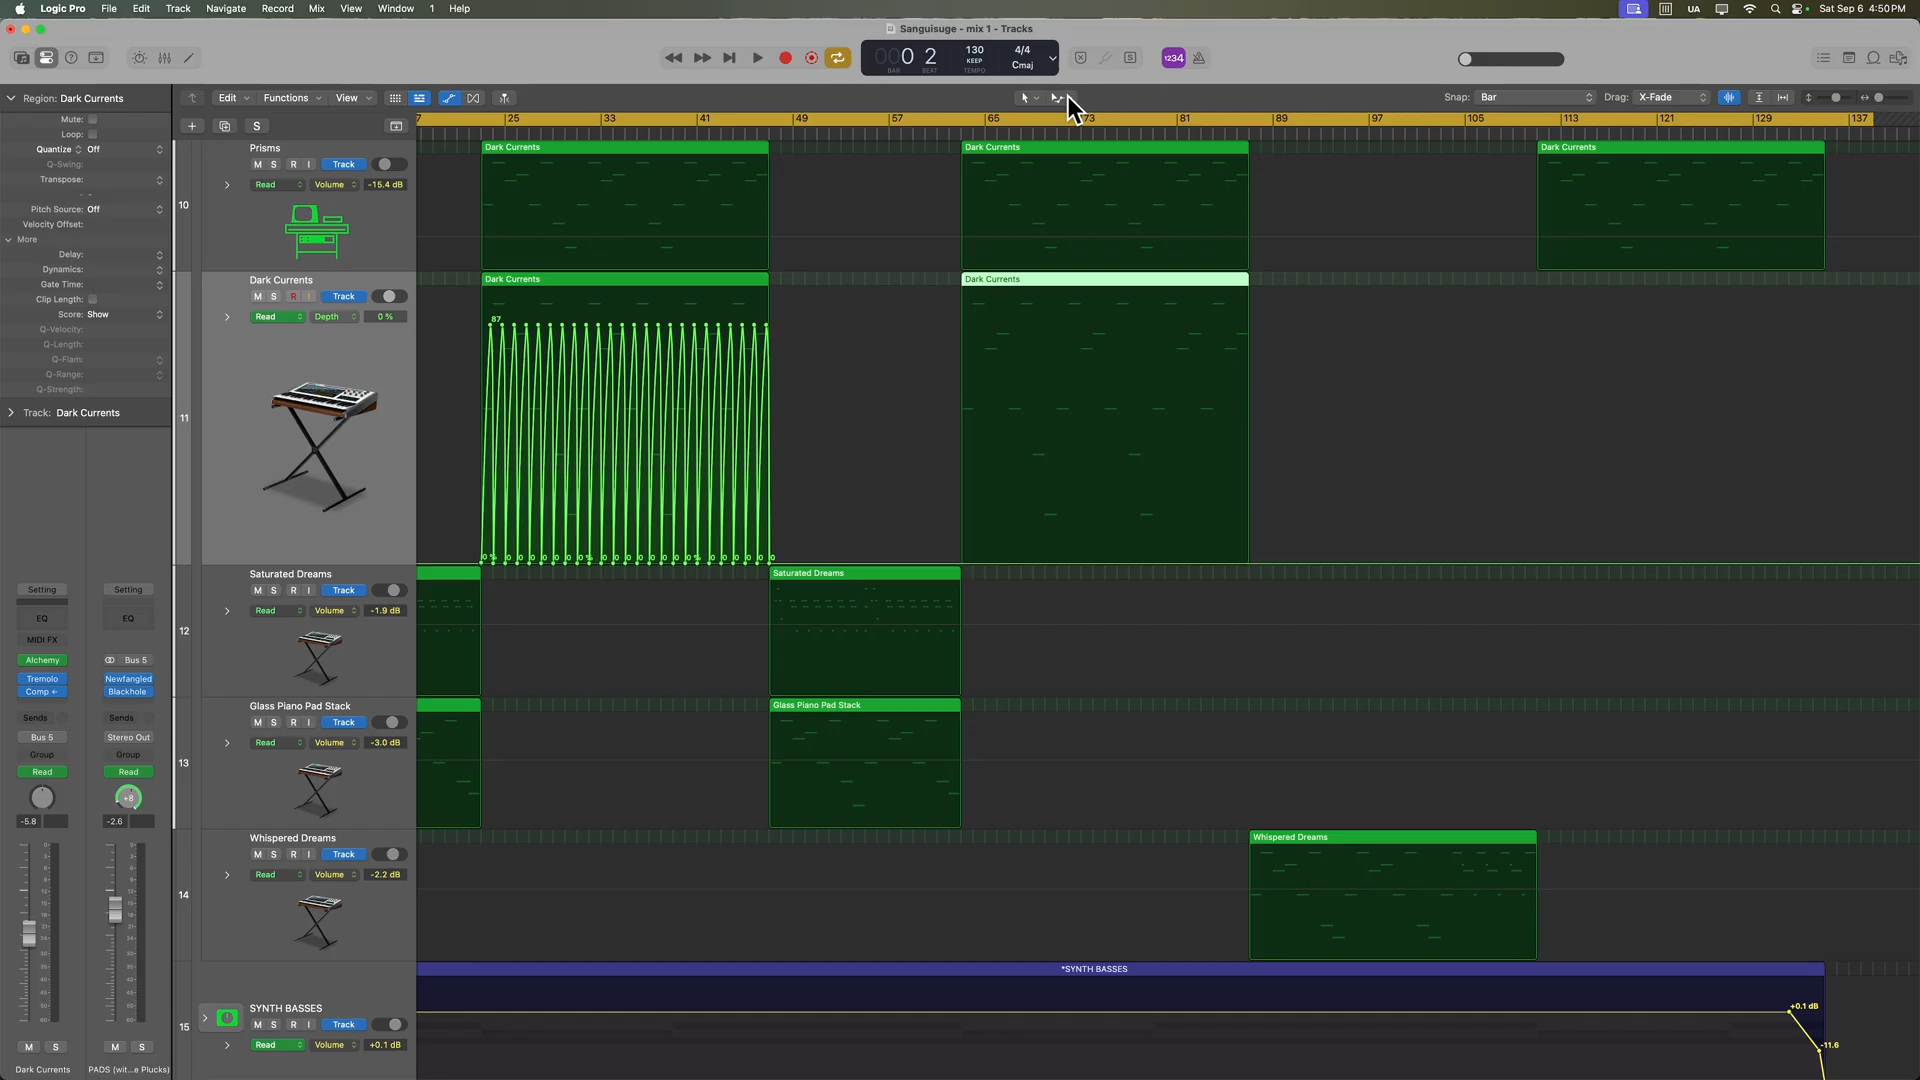 Logic Pro File Edit Track Navigate Record Mix View Window 1 Help
UA Sat Sep 6 4:50 PM
Sanguisuge - mix 1 - Tracks
000 2 130 4/4
KEEP Cmaj
BAR BEAT TEMPO
1234
Region: Dark Currents
Edit Functions View
Snap: Bar
Drag: X-Fade
Mute:
Loop:
Quantize Off
Q-Swing:
Transpose:
Pitch Source: Off
Velocity Offset:
More
Delay:
Dynamics:
Gate Time:
Clip Length:
Score: Show
Q-Velocity:
Q-Length:
Q-Flam:
Q-Range:
Q-Strength:
Track: Dark Currents
S
7 25 33 41 49 57 65 73 81 89 97 105 113 121 129 137
10
Prisms
M S R I Track
Read Volume -15.4 dB
Dark Currents
Dark Currents
Dark Currents
11
Dark Currents
M S R I Track
Read Depth 0 %
Dark Currents
87
Dark Currents
12
Saturated Dreams
M S R I Track
Read Volume -1.9 dB
Saturated Dreams
13
Glass Piano Pad Stack
M S R I Track
Read Volume -3.0 dB
Glass Piano Pad Stack
14
Whispered Dreams
M S R I Track
Read Volume -2.2 dB
Whispered Dreams
15
SYNTH BASSES
M S R I Track
Read Volume +0.1 dB
*SYNTH BASSES
+0.1 dB
-11.6
Setting Setting
EQ EQ
MIDI FX
Alchemy Bus 5
Tremolo Newfangled
Comp Blackhole
Sends Sends
Bus 5 Stereo Out
Group Group
Read Read
+8
-5.8 -2.6
M S M S
Dark Currents PADS (wit...e Plucks)